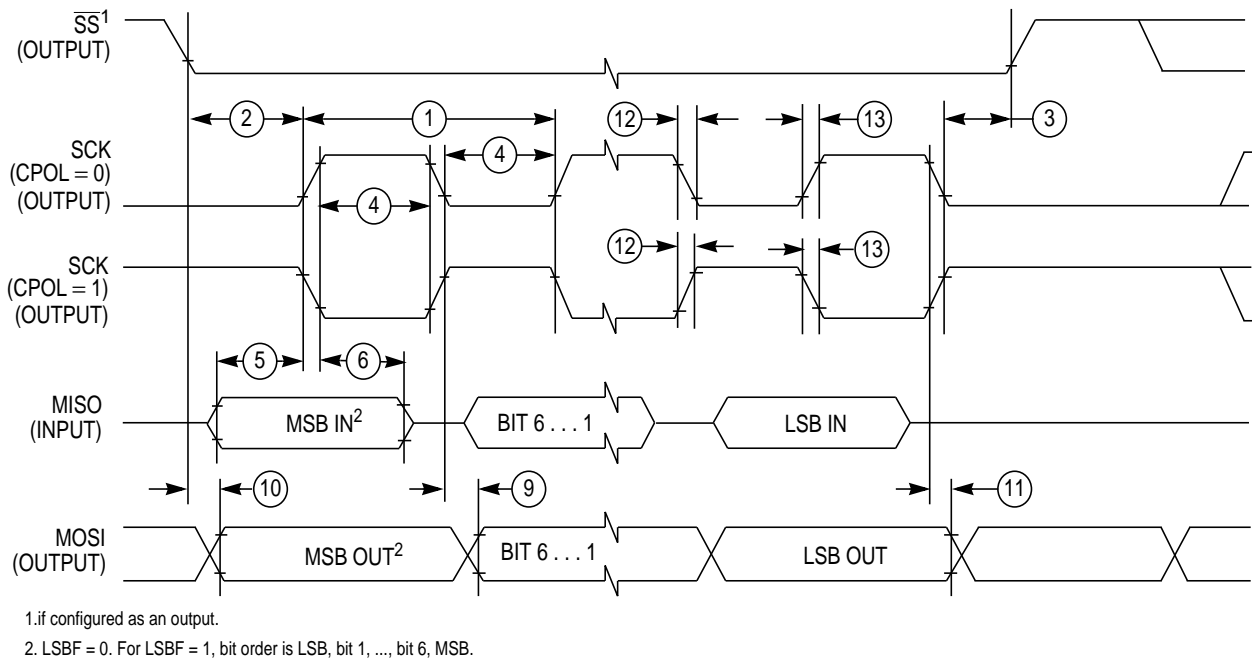 SS1
(OUTPUT)
2
1
12
13
3
SCK
(CPOL = 0)
(OUTPUT)
4
4
SCK
(CPOL = 1)
(OUTPUT)
12
13
5
6
MISO
(INPUT)
MSB IN2
BIT 6 . . . 1
LSB IN
10
9
11
MOSI
(OUTPUT)
MSB OUT2
BIT 6 . . . 1
LSB OUT
1.if configured as an output.
2. LSBF = 0. For LSBF = 1, bit order is LSB, bit 1, ..., bit 6, MSB.